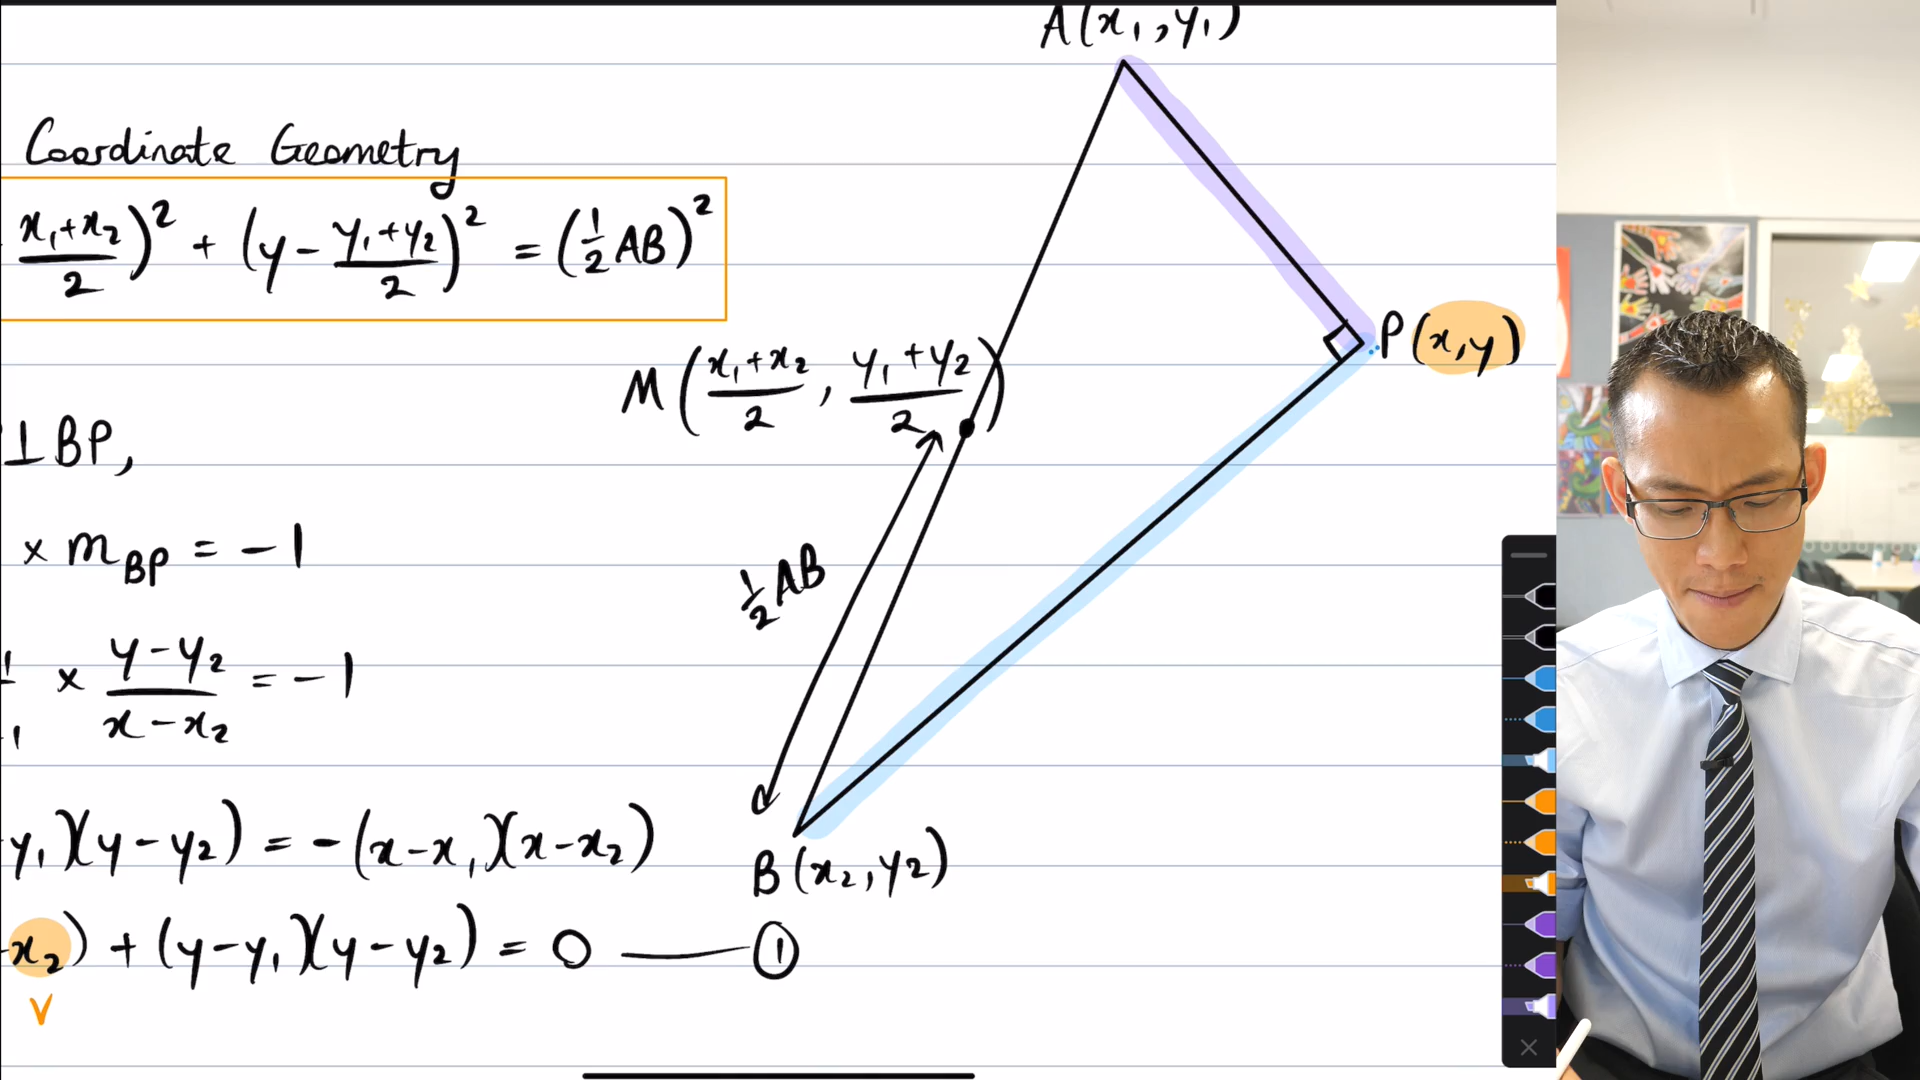 A(x₁, y₁)
Coordinate Geometry
x₁+x₂/2)² + (y - y₁+y₂/2)² = (½AB)²
P(x,y)
M(x₁+x₂/2, y₁+y₂/2)
⊥BP,
× m_BP = -1
½AB
× y-y₂/x-x₂ = -1
y₁)(y-y₂) = -(x-x₁)(x-x₂)
B(x₂, y₂)
x₂) + (y-y₁)(y-y₂) = 0 —— ①